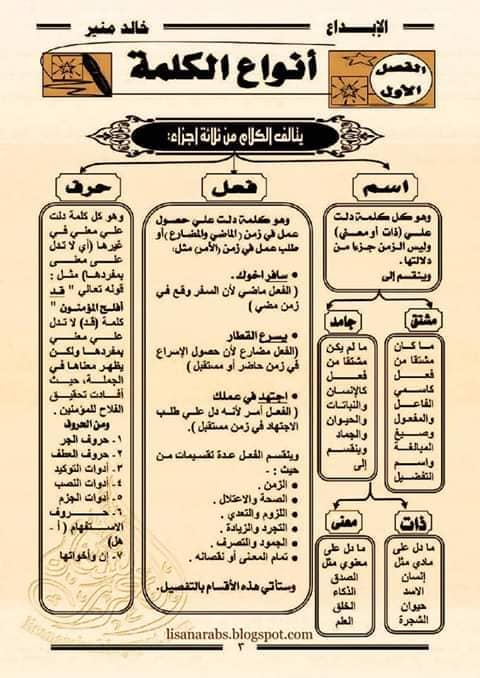 الإبداع
خالد منير
الفصل
الأول
أنواع الكلمة
يتألف الكلام من ثلاثة أجزاء:
اسم
وهو كل كلمة دلت
على (ذات أو معنى)
وليس الزمن جزءا من
دلالتها.
وينقسم إلى
مشتق
ما كان
مشتقا من
فعل
كاسمي
الفاعل
والمفعول
وصيغ
المبالغة
واسم
التفضيل
جامد
ما لم يكن
مشتقا من
فعل
كالإنسان
والنباتات
والحيوان
والجماد
وينقسم
إلى
ذات
ما دل على
مادي مثل
إنسان
الاسد
حيوان
الشجرة
معنى
ما دل على
معنوي مثل
الصدق
الذكاء
الخلق
العلم
فعل
وهو كلمة دلت علي حصول
عمل في زمن (الماضي والمضارع) أو
طلب عمل في زمن (الأمر) مثل:
• سافر أخوك.
(الفعل ماضي لأن السفر وقع في
زمن مضي)
• يسرع القطار
(الفعل مضارع لأن حصول الإسراع
في زمن حاضر أو مستقبل)
• اجتهد في عملك
(الفعل أمر لأنه دل علي طلب
الاجتهاد في زمن مستقبل).
وينقسم الفعل عدة تقسيمات من
حيث :-
• الزمن.
• الصحة والاعتلال.
• اللزوم والتعدي.
• التجرد والزيادة.
• الجمود والتصرف.
• تمام المعنى أو نقصانه.
وستأتي هذه الأقسام بالتفصيل.
حرف
وهو كل كلمة دلت
علي معني في
غيرها (أي لا تدل
على معنى
بمفردها) مثل :
قوله تعالي " قد
أفلح المؤمنون "
كلمة (قد) لا تدل
علي معني
بمفردها ولكن
يظهر معناها في
الجملة، حيث
أفادت تحقيق
الفلاح للمؤمنين.
ومن الحروف
١- حروف الجر
٢- حروف العطف
٣- أدوات التوكيد
٤- أدوات النصب
٥- أدوات الجزم
٦- حروف
الاستفهام (أ -
هل)
٧- إن وأخواتها
lisanarabs.blogspot.com
٣